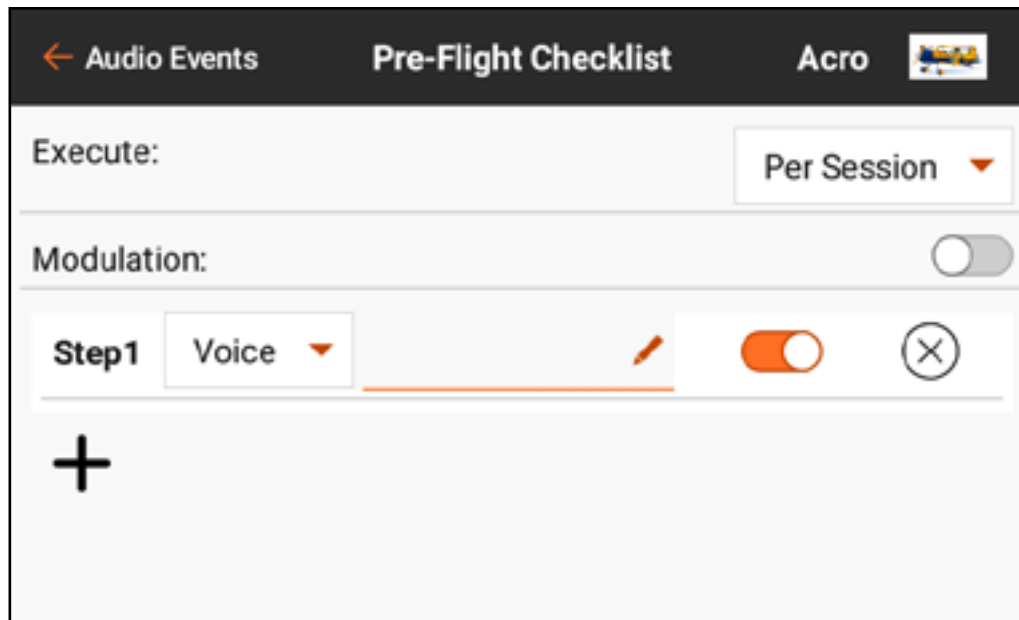 Audio Events Pre-Flight Checklist Acro
Execute: Per Session
Modulation:
Step1 Voice